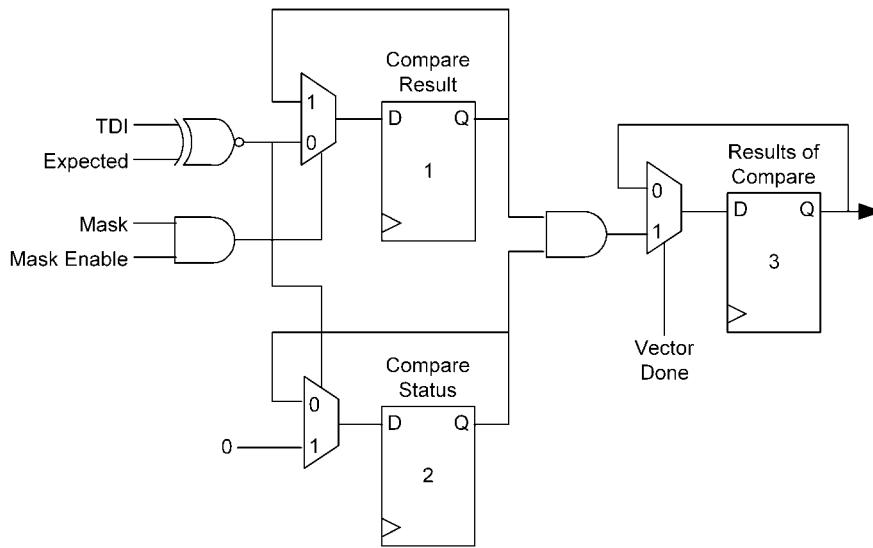 Compare
Result
1
0
D
Q
1
TDI
Expected
Mask
Mask Enable
Results of
Compare
0
1
D
Q
3
Vector
Done
Compare
Status
0
1
0
D
Q
2